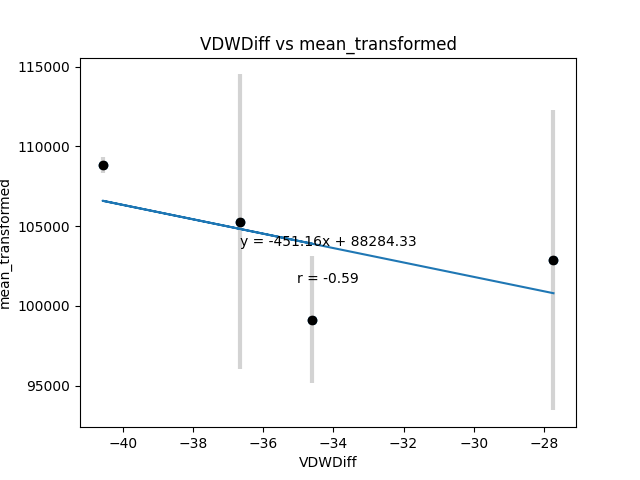 VDWDiff vs mean_transformed
115000
110000
105000
100000
95000
mean_transformed
y = -451.16x + 88284.33
r = -0.59
−40
−38
−36
−34
−32
−30
−28
VDWDiff